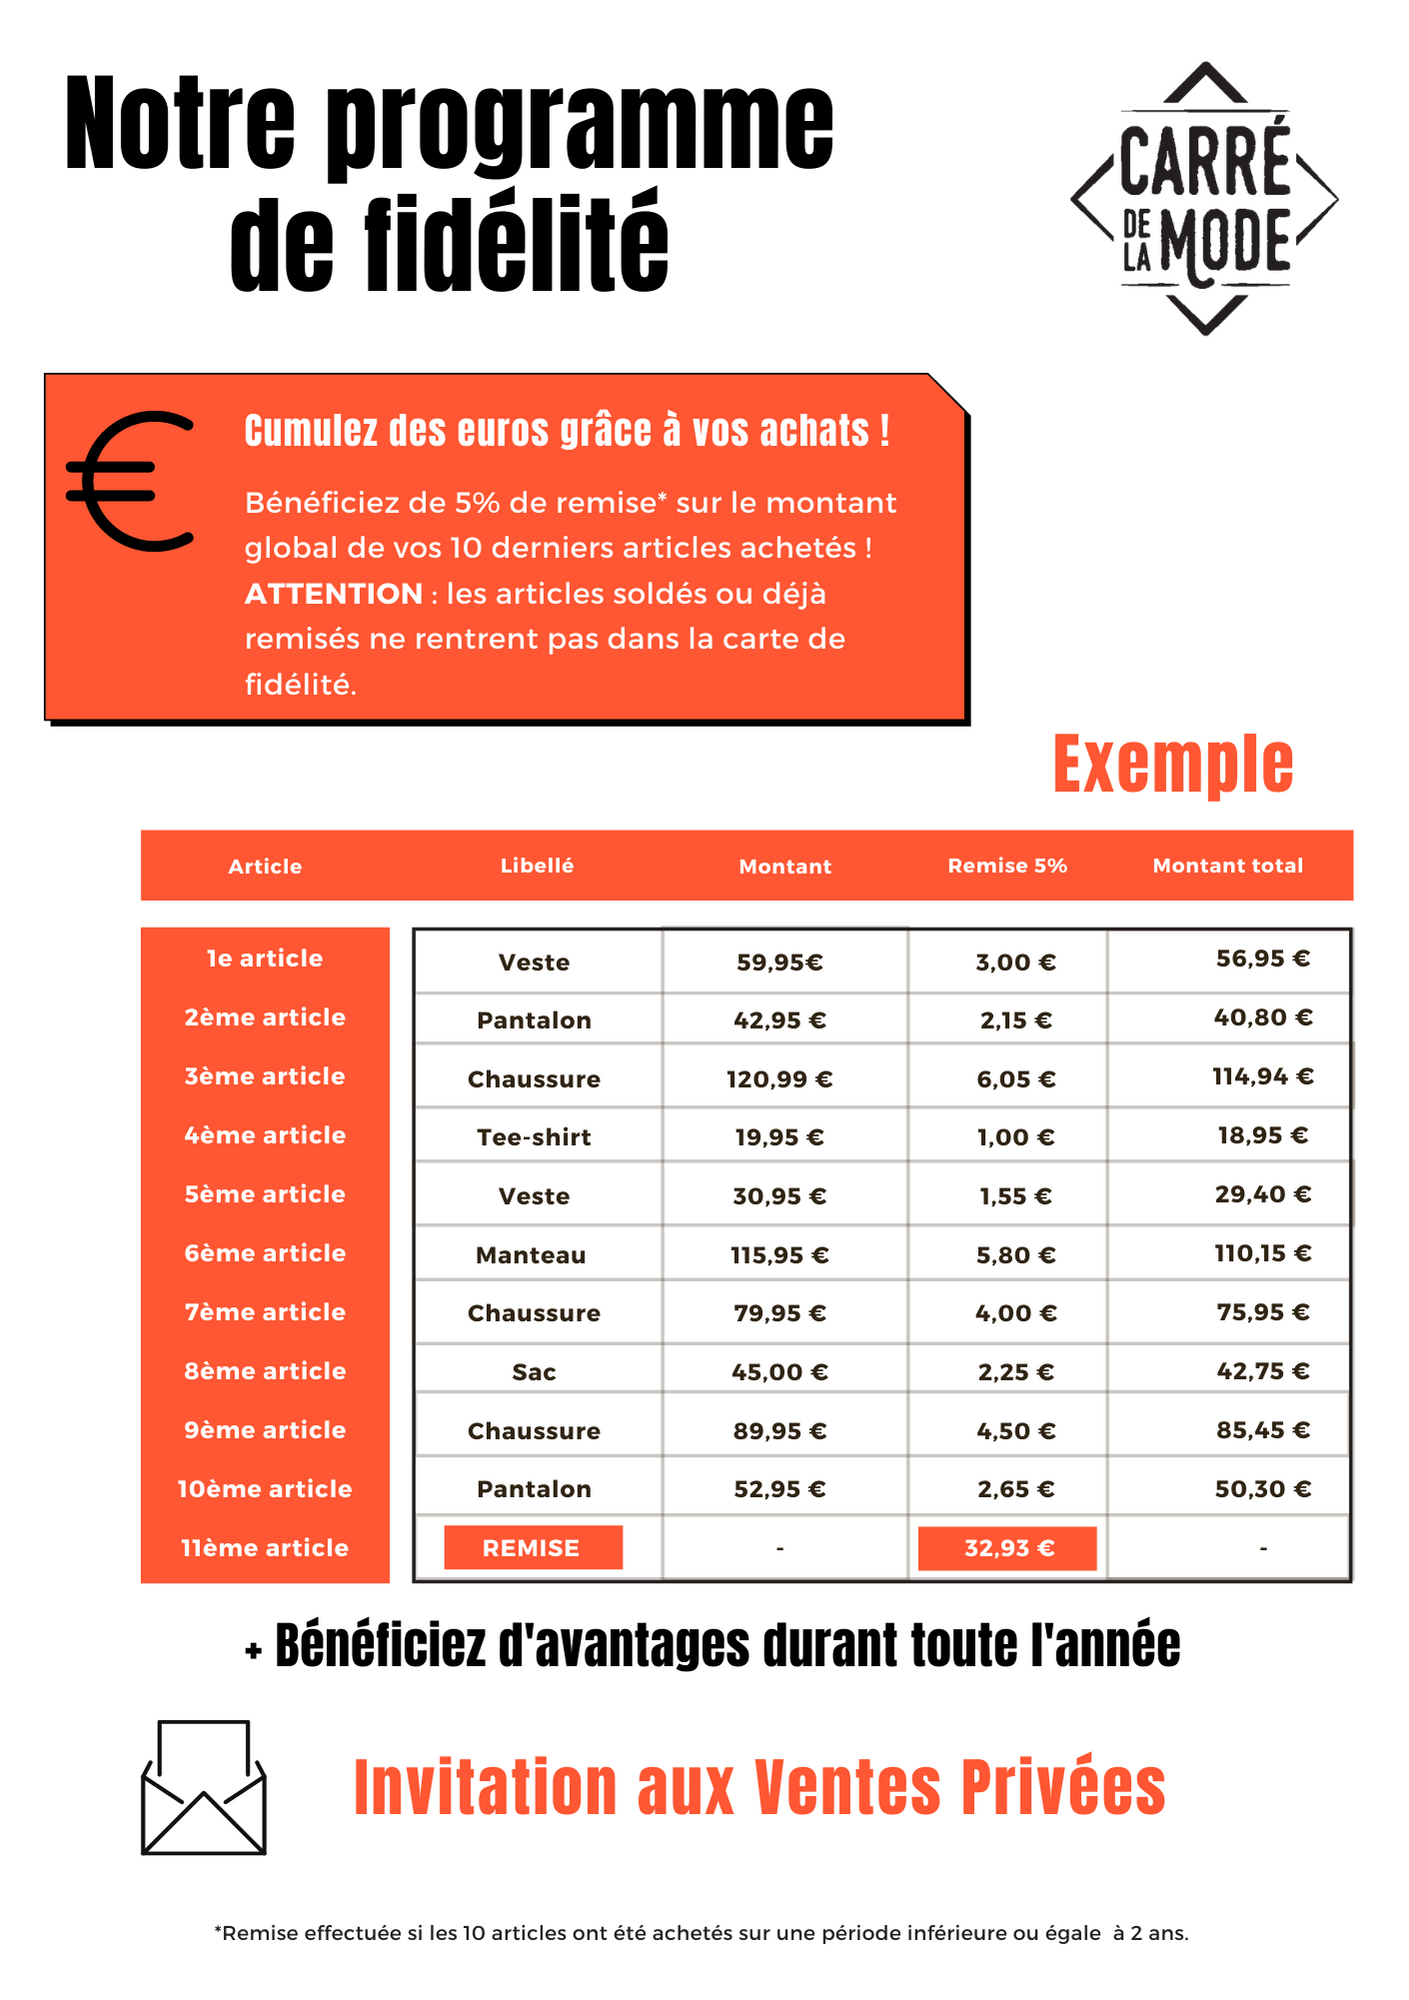 Notre programme
de fidélité
CARRÉ
DE LA MODE
€
Cumulez des euros grâce à vos achats !
Bénéficiez de 5% de remise* sur le montant
global de vos 10 derniers articles achetés !
ATTENTION : les articles soldés ou déjà
remisés ne rentrent pas dans la carte de
fidélité.
Exemple
Article Libellé Montant Remise 5% Montant total
1e article Veste 59,95€ 3,00 € 56,95 €
2ème article Pantalon 42,95 € 2,15 € 40,80 €
3ème article Chaussure 120,99 € 6,05 € 114,94 €
4ème article Tee-shirt 19,95 € 1,00 € 18,95 €
5ème article Veste 30,95 € 1,55 € 29,40 €
6ème article Manteau 115,95 € 5,80 € 110,15 €
7ème article Chaussure 79,95 € 4,00 € 75,95 €
8ème article Sac 45,00 € 2,25 € 42,75 €
9ème article Chaussure 89,95 € 4,50 € 85,45 €
10ème article Pantalon 52,95 € 2,65 € 50,30 €
11ème article REMISE - 32,93 € -
+ Bénéficiez d'avantages durant toute l'année
Invitation aux Ventes Privées
*Remise effectuée si les 10 articles ont été achetés sur une période inférieure ou égale à 2 ans.